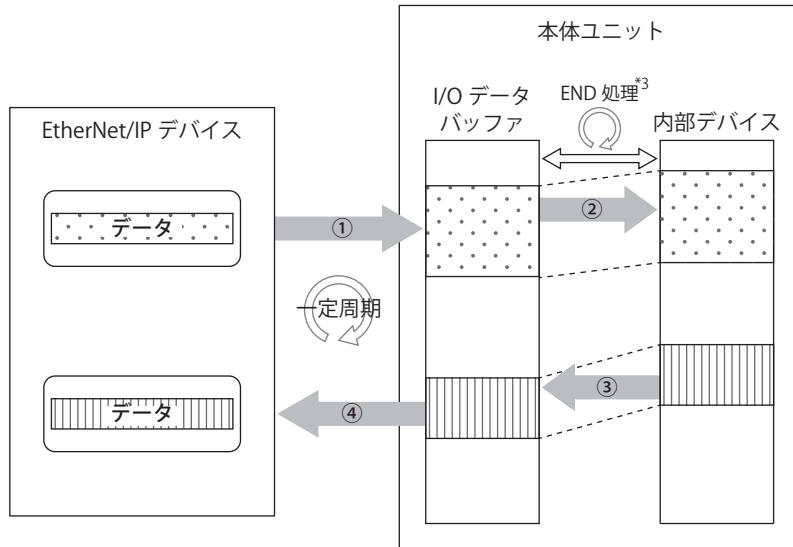 本体ユニット
EtherNet/IP デバイス
I/O データ
バッファ
END 処理*3
内部デバイス
データ
①
②
一定周期
③
データ
④